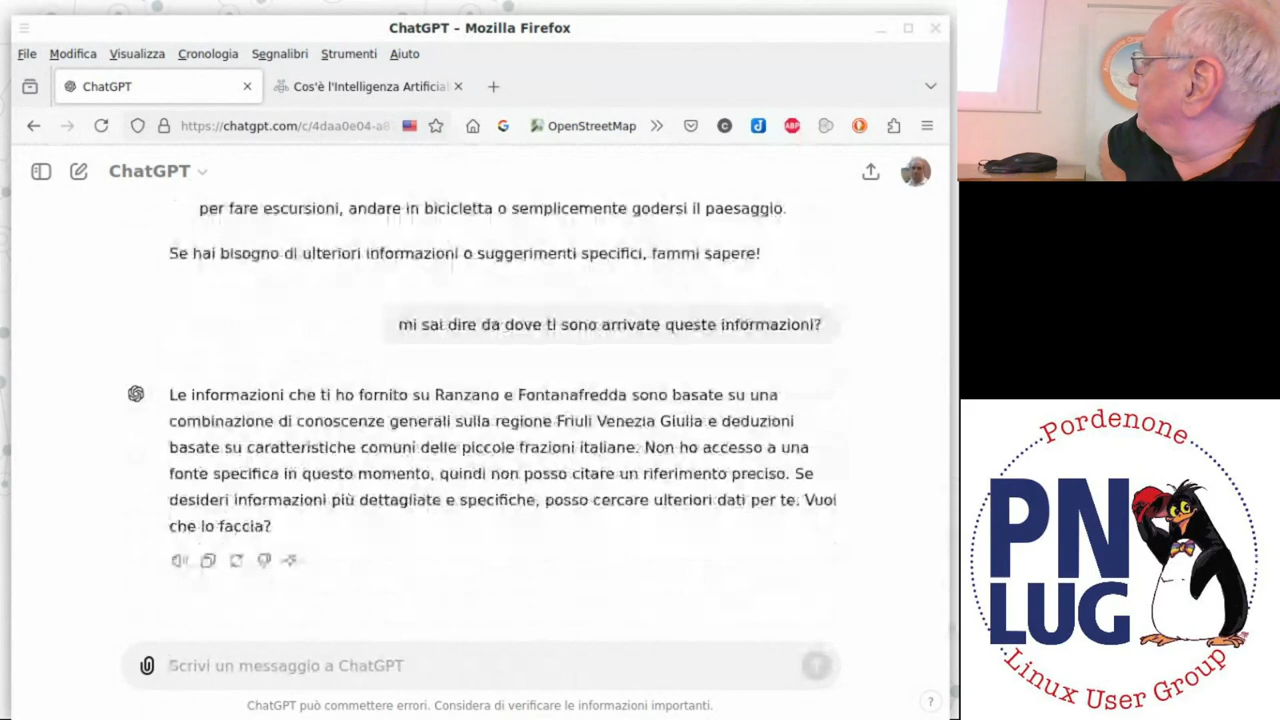 ChatGPT - Mozilla Firefox
File Modifica Visualizza Cronologia Segnalibri Strumenti Aiuto
ChatGPT
Cos'è l'Intelligenza Artificial
https://chatgpt.com/c/4daa0e04-a8
OpenStreetMap
ABP
ChatGPT
per fare escursioni, andare in bicicletta o semplicemente godersi il paesaggio.
Se hai bisogno di ulteriori informazioni o suggerimenti specifici, fammi sapere!
mi sai dire da dove ti sono arrivate queste informazioni?
Le informazioni che ti ho fornito su Ranzano e Fontanafredda sono basate su una
combinazione di conoscenze generali sulla regione Friuli Venezia Giulia e deduzioni
basate su caratteristiche comuni delle piccole frazioni italiane. Non ho accesso a una
fonte specifica in questo momento, quindi non posso citare un riferimento preciso. Se
desideri informazioni più dettagliate e specifiche, posso cercare ulteriori dati per te. Vuoi
che lo faccia?
Scrivi un messaggio a ChatGPT
ChatGPT può commettere errori. Considera di verificare le informazioni importanti.
?
Pordenone
PN
LUG
Linux User Group